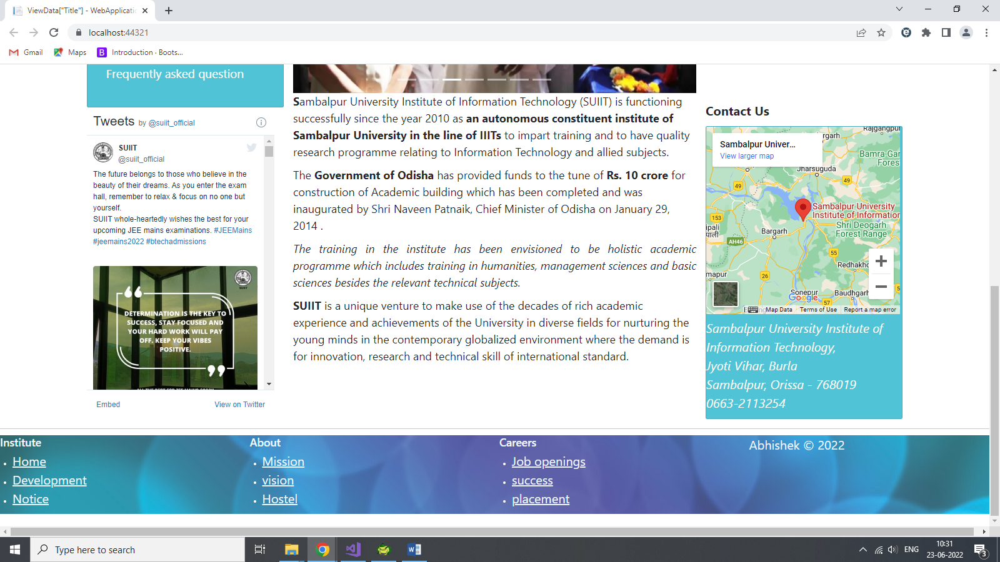 ViewData["Title"] - WebApplicatio
localhost:44321
Gmail
Maps
Introduction · Boots...
Frequently asked question
Tweets by @suiit_official
SUIIT
@suiit_official
The future belongs to those who believe in the
beauty of their dreams. As you enter the exam
hall, remember to relax & focus on no one but
yourself.
SUIIT whole-heartedly wishes the best for your
upcoming JEE mains examinations. #JEEMains
#jeemains2022 #btechadmissions
SUIIT
DETERMINATION IS THE KEY TO
SUCCESS, STAY FOCUSED AND
YOUR HARD WORK WILL PAY
OFF. KEEP YOUR VIBES
POSITIVE.
Embed
View on Twitter
Sambalpur University Institute of Information Technology (SUIIT) is functioning
successfully since the year 2010 as an autonomous constituent institute of
Sambalpur University in the line of IIITs to impart training and to have quality
research programme relating to Information Technology and allied subjects.
The Government of Odisha has provided funds to the tune of Rs. 10 crore for
construction of Academic building which has been completed and was
inaugurated by Shri Naveen Patnaik, Chief Minister of Odisha on January 29,
2014 .
The training in the institute has been envisioned to be holistic academic
programme which includes training in humanities, management sciences and basic
sciences besides the relevant technical subjects.
SUIIT is a unique venture to make use of the decades of rich academic
experience and achievements of the University in diverse fields for nurturing the
young minds in the contemporary globalized environment where the demand is
for innovation, research and technical skill of international standard.
Contact Us
Sambalpur Univer...
View larger map
Rajgangpur
rgarh
Bamra-Gar
Fores
Jharsuguda
49
49
Sambalpur University
Institute of Information
153
Shri Deogarh
Forest Range
ipali
पाली
Bargarh
AH46
55
Redhakho
mapur
26
Sonepur
Baudhgarh
57
5
Google
Map Data
Terms of Use
Report a map error
Sambalpur University Institute of
Information Technology,
Jyoti Vihar, Burla
Sambalpur, Orissa - 768019
0663-2113254
Institute
• Home
• Development
• Notice
About
• Mission
• vision
• Hostel
Careers
• Job openings
• success
• placement
Abhishek © 2022
Type here to search
ENG
10:31
23-06-2022
3